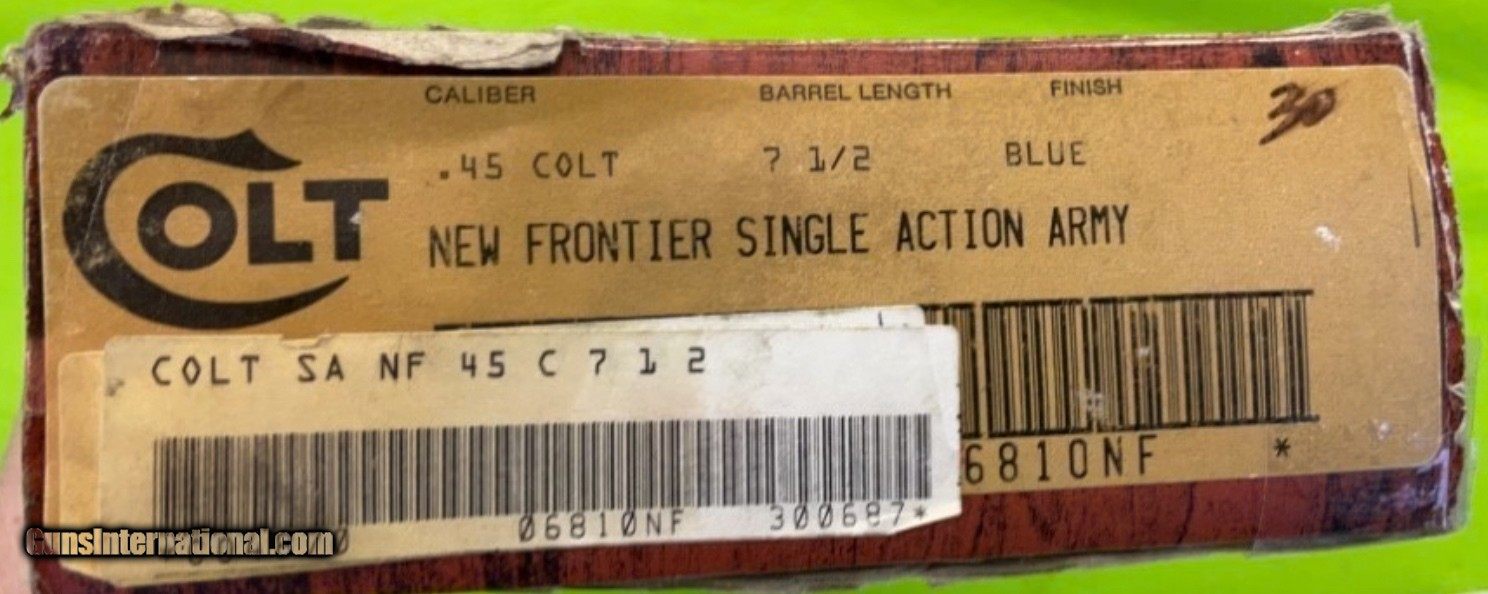 CALIBER BARREL LENGTH FINISH 30
COLT
.45 COLT 7 1/2 BLUE
NEW FRONTIER SINGLE ACTION ARMY
COLT SA NF 45 C 7 1 2
6810NF *
06810NF 300687*
GunsInternational.com